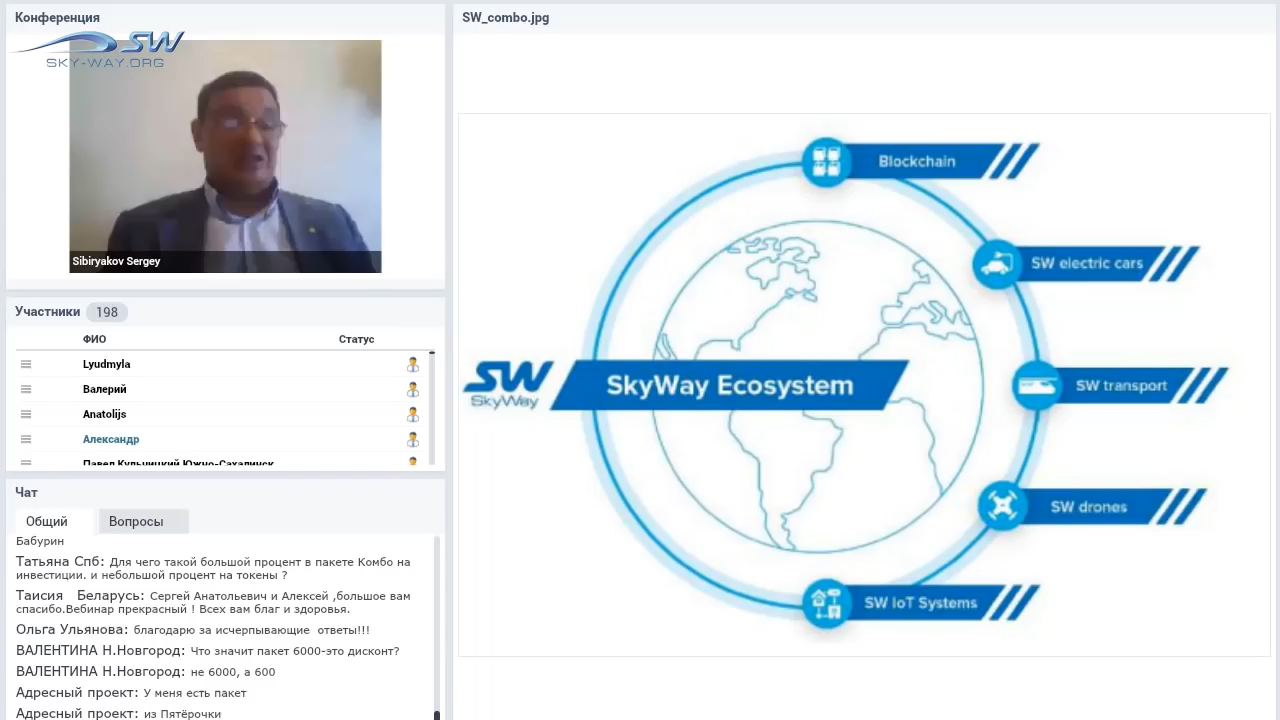 Конференция
SW
SKY-WAY.ORG
Sibiryakov Sergey
Участники 198
ФИО Статус
Lyudmyla
Валерий
Anatolijs
Александр
Павел Кульчицкий Южно-Сахалинск
Чат
Общий Вопросы
Бабурин
Татьяна Спб: Для чего такой большой процент в пакете Комбо на
инвестиции. и небольшой процент на токены ?
Таисия Беларусь: Сергей Анатольевич и Алексей ,большое вам
спасибо.Вебинар прекрасный ! Всех вам благ и здоровья.
Ольга Ульянова: благодарю за исчерпывающие ответы!!!
ВАЛЕНТИНА Н.Новгород: Что значит пакет 6000-это дисконт?
ВАЛЕНТИНА Н.Новгород: не 6000, а 600
Адресный проект: У меня есть пакет
Адресный проект: из Пятёрочки
SW_combo.jpg
Blockchain
SW electric cars
SW
SkyWay
SkyWay Ecosystem
SW transport
SW drones
SW IoT Systems